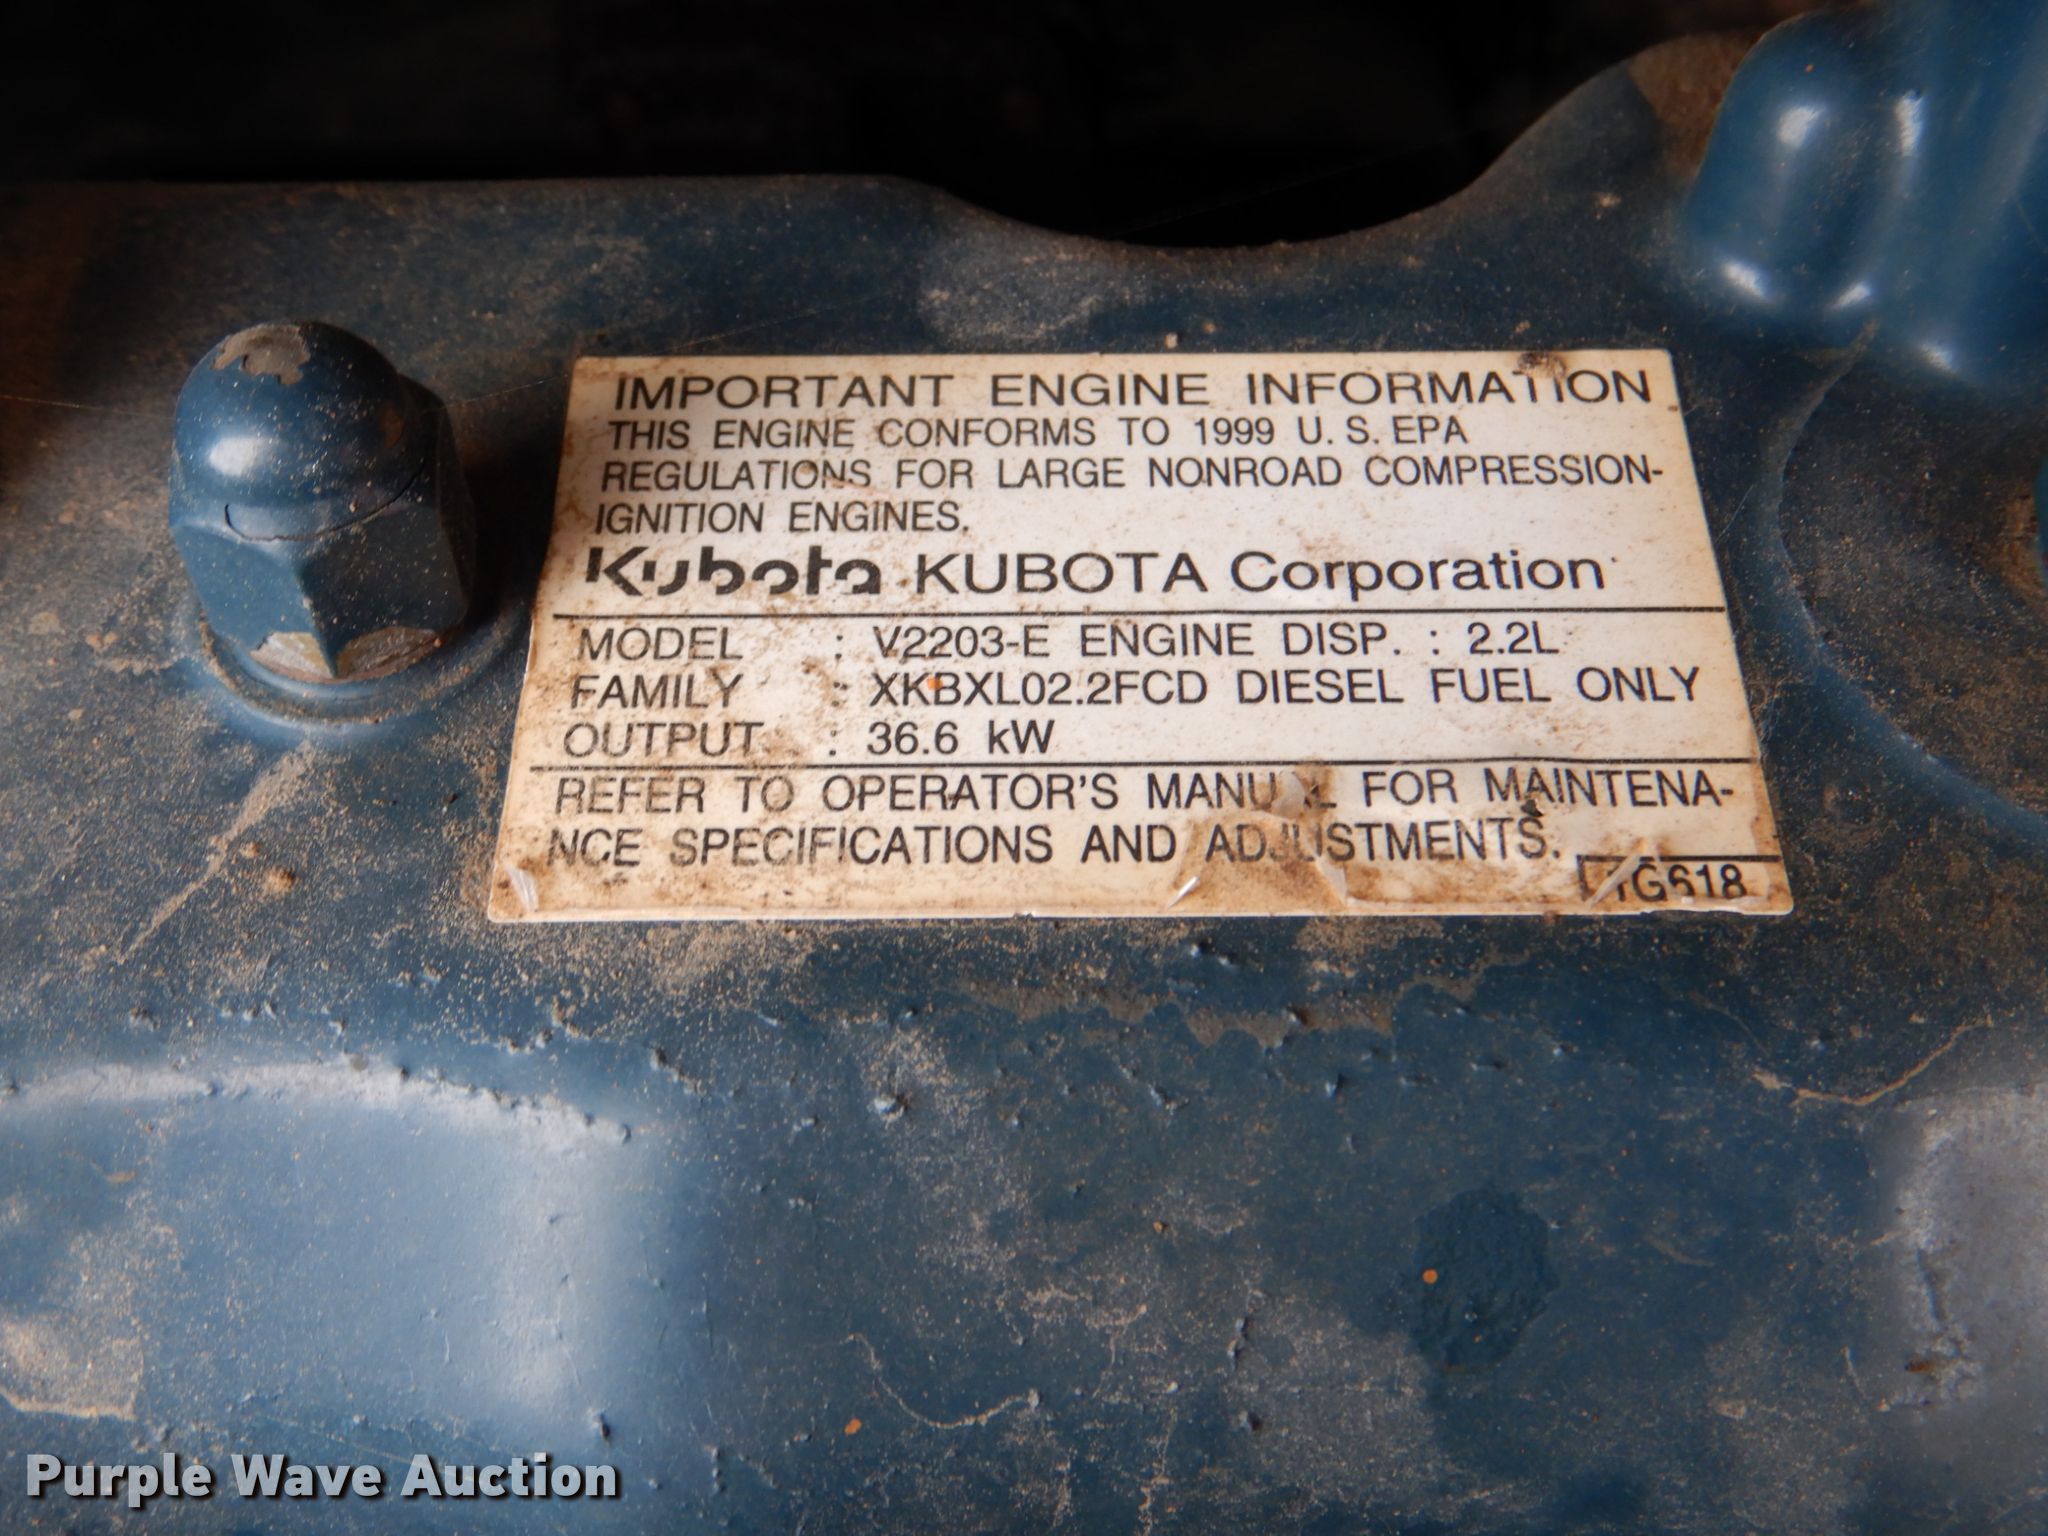 IMPORTANT ENGINE INFORMATION
THIS ENGINE CONFORMS TO 1999 U.S. EPA
REGULATIONS FOR LARGE NONROAD COMPRESSION-
IGNITION ENGINES.
Kubota KUBOTA Corporation
MODEL : V2203-E ENGINE DISP. : 2.2L
FAMILY : XKBXL02.2FCD DIESEL FUEL ONLY
OUTPUT : 36.6 kW
REFER TO OPERATOR'S MANUAL FOR MAINTENA-
NCE SPECIFICATIONS AND ADJUSTMENTS.
1G618
Purple Wave Auction